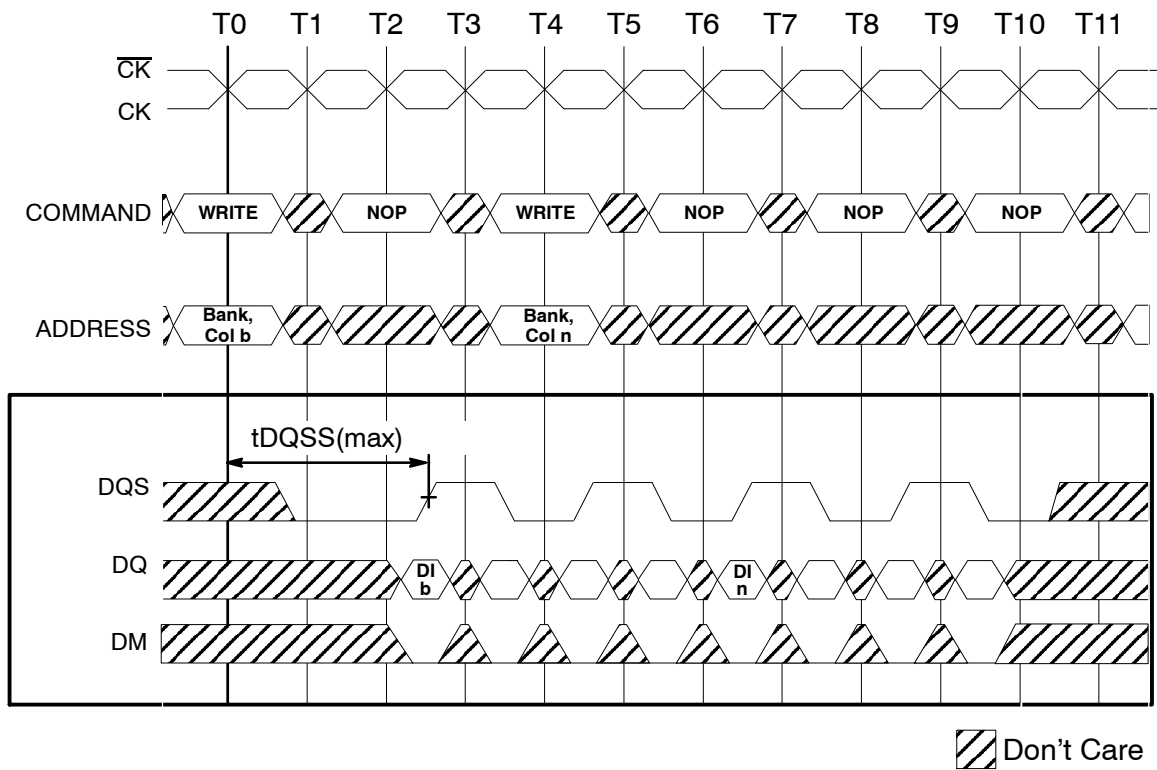 T0 T1 T2 T3 T4 T5 T6 T7 T8 T9 T10 T11
CK
CK
COMMAND WRITE NOP WRITE NOP NOP NOP
ADDRESS Bank, Col b Bank, Col n
tDQSS(max)
DQS
DQ DI b DI n
DM
Don't Care